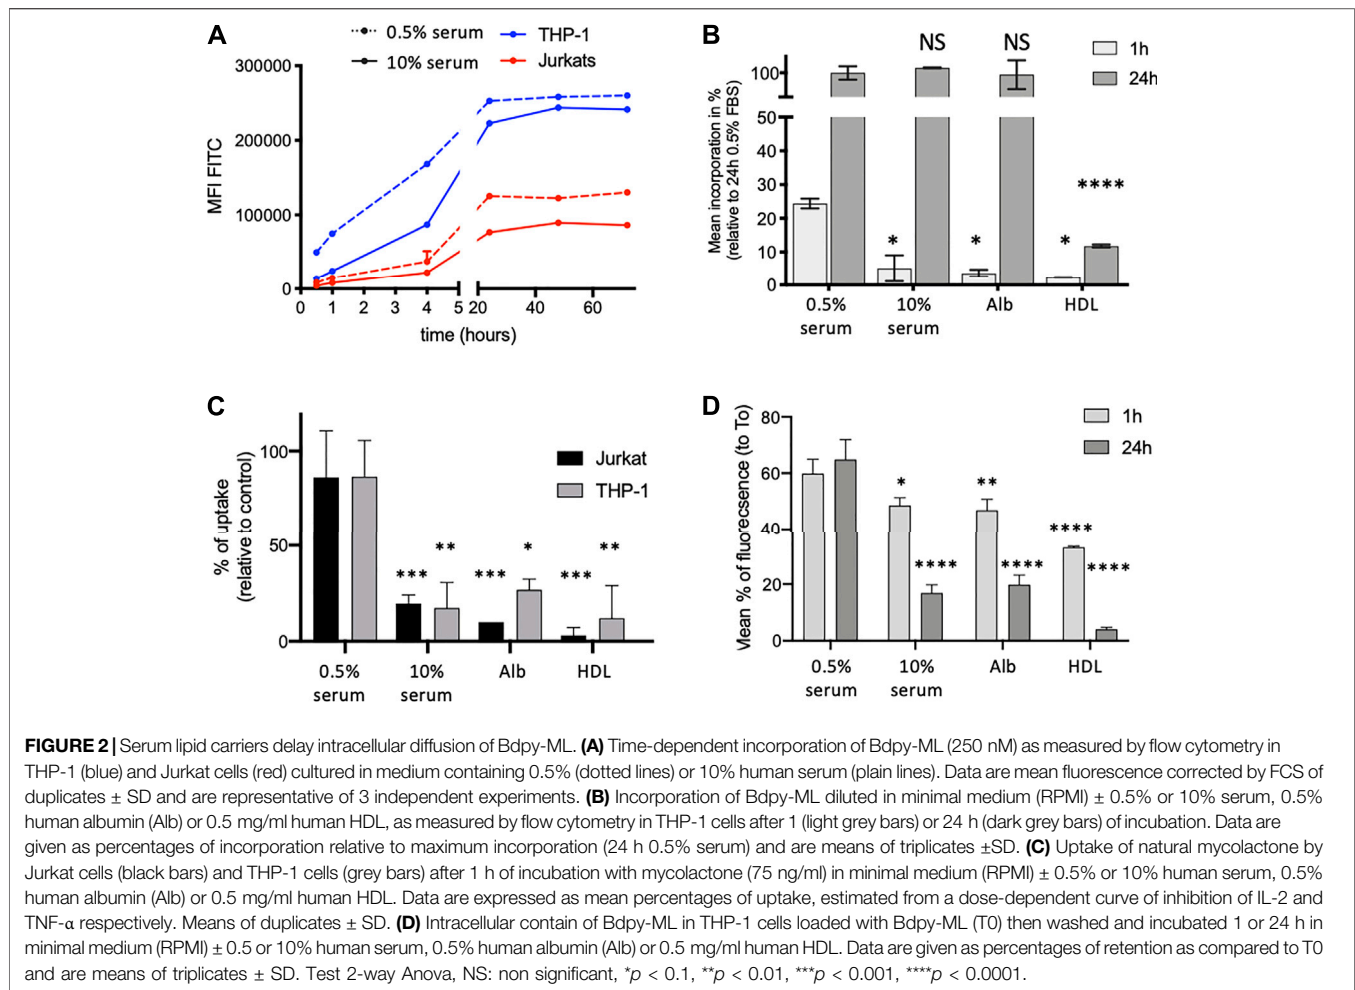 A
0.5% serum
THP-1
10% serum
Jurkats
300000
200000
100000
0
MFI FITC
0 1 2 3 4 5 20 40 60
time (hours)
B
NS NS
1h
24h
100
50
40
30
20
10
0
Mean incorporation in %
(relative to 24h 0.5% FBS)
* * * ****
0.5% 10% Alb HDL
serum serum
C
100
50
0
% of uptake
(relative to control)
Jurkat
THP-1
*** ** *** * *** **
0.5% 10% Alb HDL
serum serum
D
80
60
40
20
0
Mean % of fluorecsence (to To)
1h
24h
* **** ** **** **** ****
0.5% 10% Alb HDL
serum serum
FIGURE 2 | Serum lipid carriers delay intracellular diffusion of Bdpy-ML. (A) Time-dependent incorporation of Bdpy-ML (250 nM) as measured by flow cytometry in
THP-1 (blue) and Jurkat cells (red) cultured in medium containing 0.5% (dotted lines) or 10% human serum (plain lines). Data are mean fluorescence corrected by FCS of
duplicates ± SD and are representative of 3 independent experiments. (B) Incorporation of Bdpy-ML diluted in minimal medium (RPMI) ± 0.5% or 10% serum, 0.5%
human albumin (Alb) or 0.5 mg/ml human HDL, as measured by flow cytometry in THP-1 cells after 1 (light grey bars) or 24 h (dark grey bars) of incubation. Data are
given as percentages of incorporation relative to maximum incorporation (24 h 0.5% serum) and are means of triplicates ±SD. (C) Uptake of natural mycolactone by
Jurkat cells (black bars) and THP-1 cells (grey bars) after 1 h of incubation with mycolactone (75 ng/ml) in minimal medium (RPMI) ± 0.5% or 10% human serum, 0.5%
human albumin (Alb) or 0.5 mg/ml human HDL. Data are expressed as mean percentages of uptake, estimated from a dose-dependent curve of inhibition of IL-2 and
TNF-α respectively. Means of duplicates ± SD. (D) Intracellular contain of Bdpy-ML in THP-1 cells loaded with Bdpy-ML (T0) then washed and incubated 1 or 24 h in
minimal medium (RPMI) ± 0.5 or 10% human serum, 0.5% human albumin (Alb) or 0.5 mg/ml human HDL. Data are given as percentages of retention as compared to T0
and are means of triplicates ± SD. Test 2-way Anova, NS: non significant, *p < 0.1, **p < 0.01, ***p < 0.001, ****p < 0.0001.